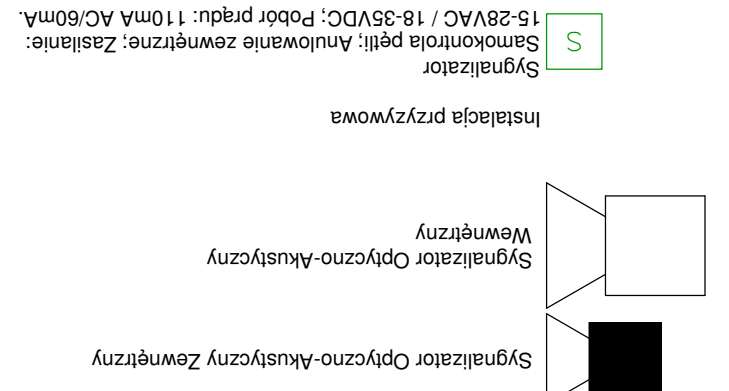 Sygnalizator Optyczno-Akustyczny Zewnętrzny
Sygnalizator Optyczno-Akustyczny
Wewnętrzny
Instalacja przyzywowa
S
Sygnalizator
Samokontrola pętli; Anulowanie zewnętrzne; Zasilanie:
15-28VAC / 18-35VDC; Pobór prądu: 110mA AC/60mA.